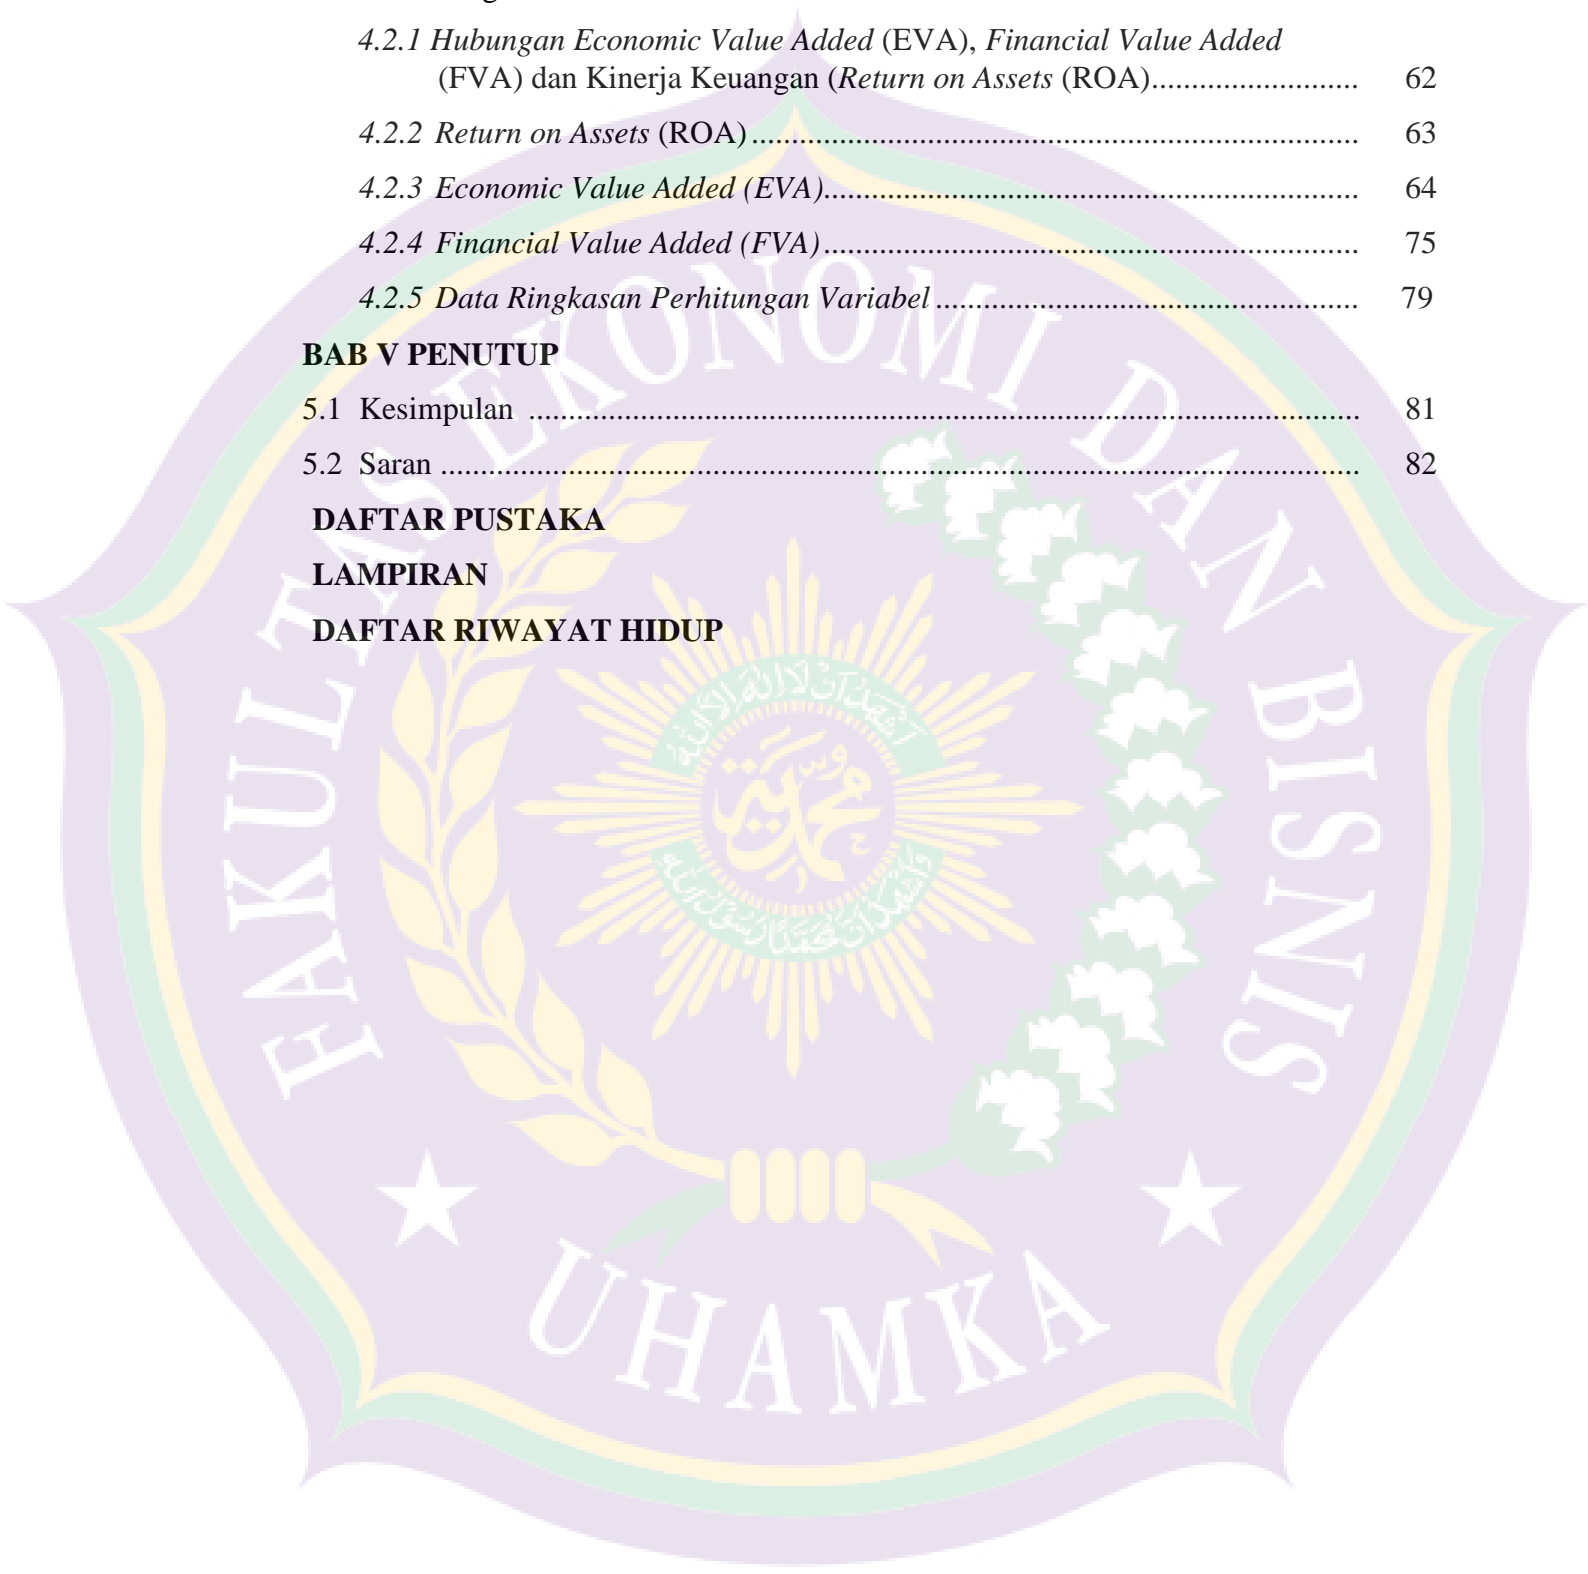 4.2.1 Hubungan Economic Value Added (EVA), Financial Value Added
(FVA) dan Kinerja Keuangan (Return on Assets (ROA)....................... 62
4.2.2 Return on Assets (ROA)............................................................................ 63
4.2.3 Economic Value Added (EVA)................................................................... 64
4.2.4 Financial Value Added (FVA)................................................................... 75
4.2.5 Data Ringkasan Perhitungan Variabel..................................................... 79
BAB V PENUTUP
5.1 Kesimpulan ........................................................................................................ 81
5.2 Saran ................................................................................................................... 82
DAFTAR PUSTAKA
LAMPIRAN
DAFTAR RIWAYAT HIDUP
FAKULTAS EKONOMI DAN BISNIS
UHAMKA